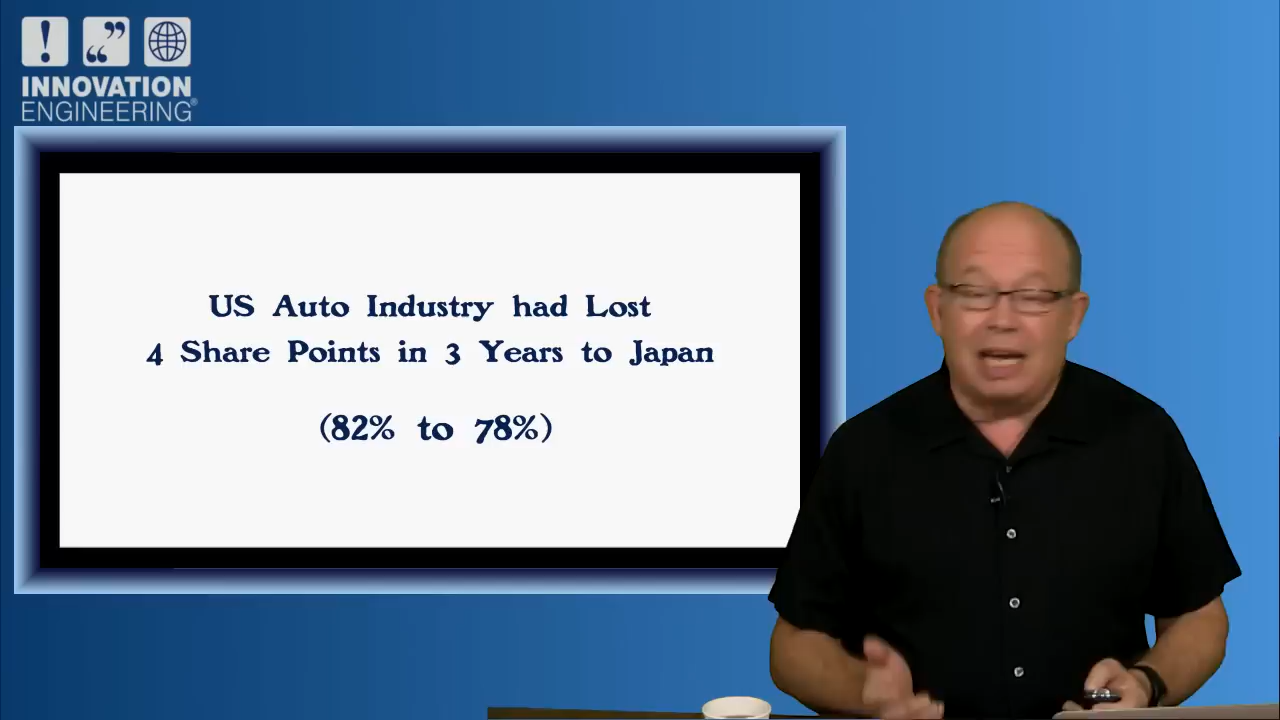 INNOVATION
ENGINEERING®
US Auto Industry had Lost
4 Share Points in 3 Years to Japan
(82% to 78%)